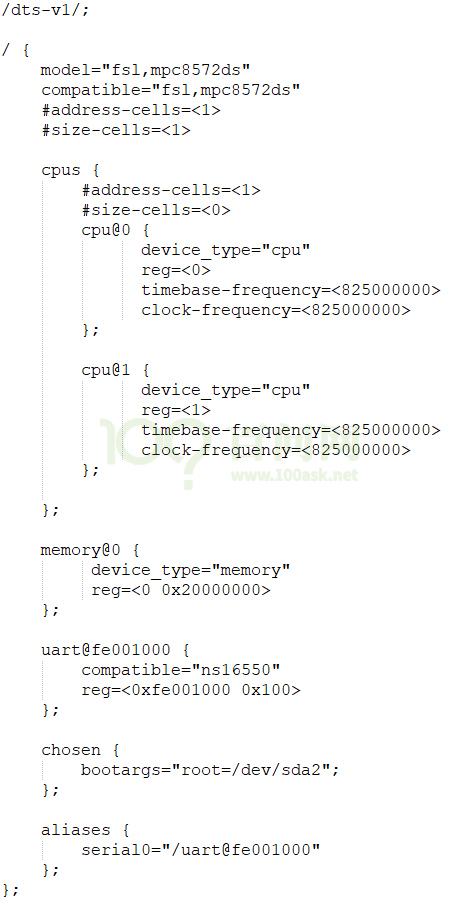 /dts-v1/;
/ {
model="fsl,mpc8572ds"
compatible="fsl,mpc8572ds"
#address-cells=<1>
#size-cells=<1>
cpus {
#address-cells=<1>
#size-cells=<0>
cpu@0 {
device_type="cpu"
reg=<0>
timebase-frequency=<825000000>
clock-frequency=<825000000>
};
cpu@1 {
device_type="cpu"
reg=<1>
timebase-frequency=<825000000>
clock-frequency=<825000000>
};
www.100ask.net
};
memory@0 {
device_type="memory"
reg=<0 0x20000000>
};
uart@fe001000 {
compatible="ns16550"
reg=<0xfe001000 0x100>
};
chosen {
bootargs="root=/dev/sda2";
};
aliases {
serial0="/uart@fe001000"
};
};